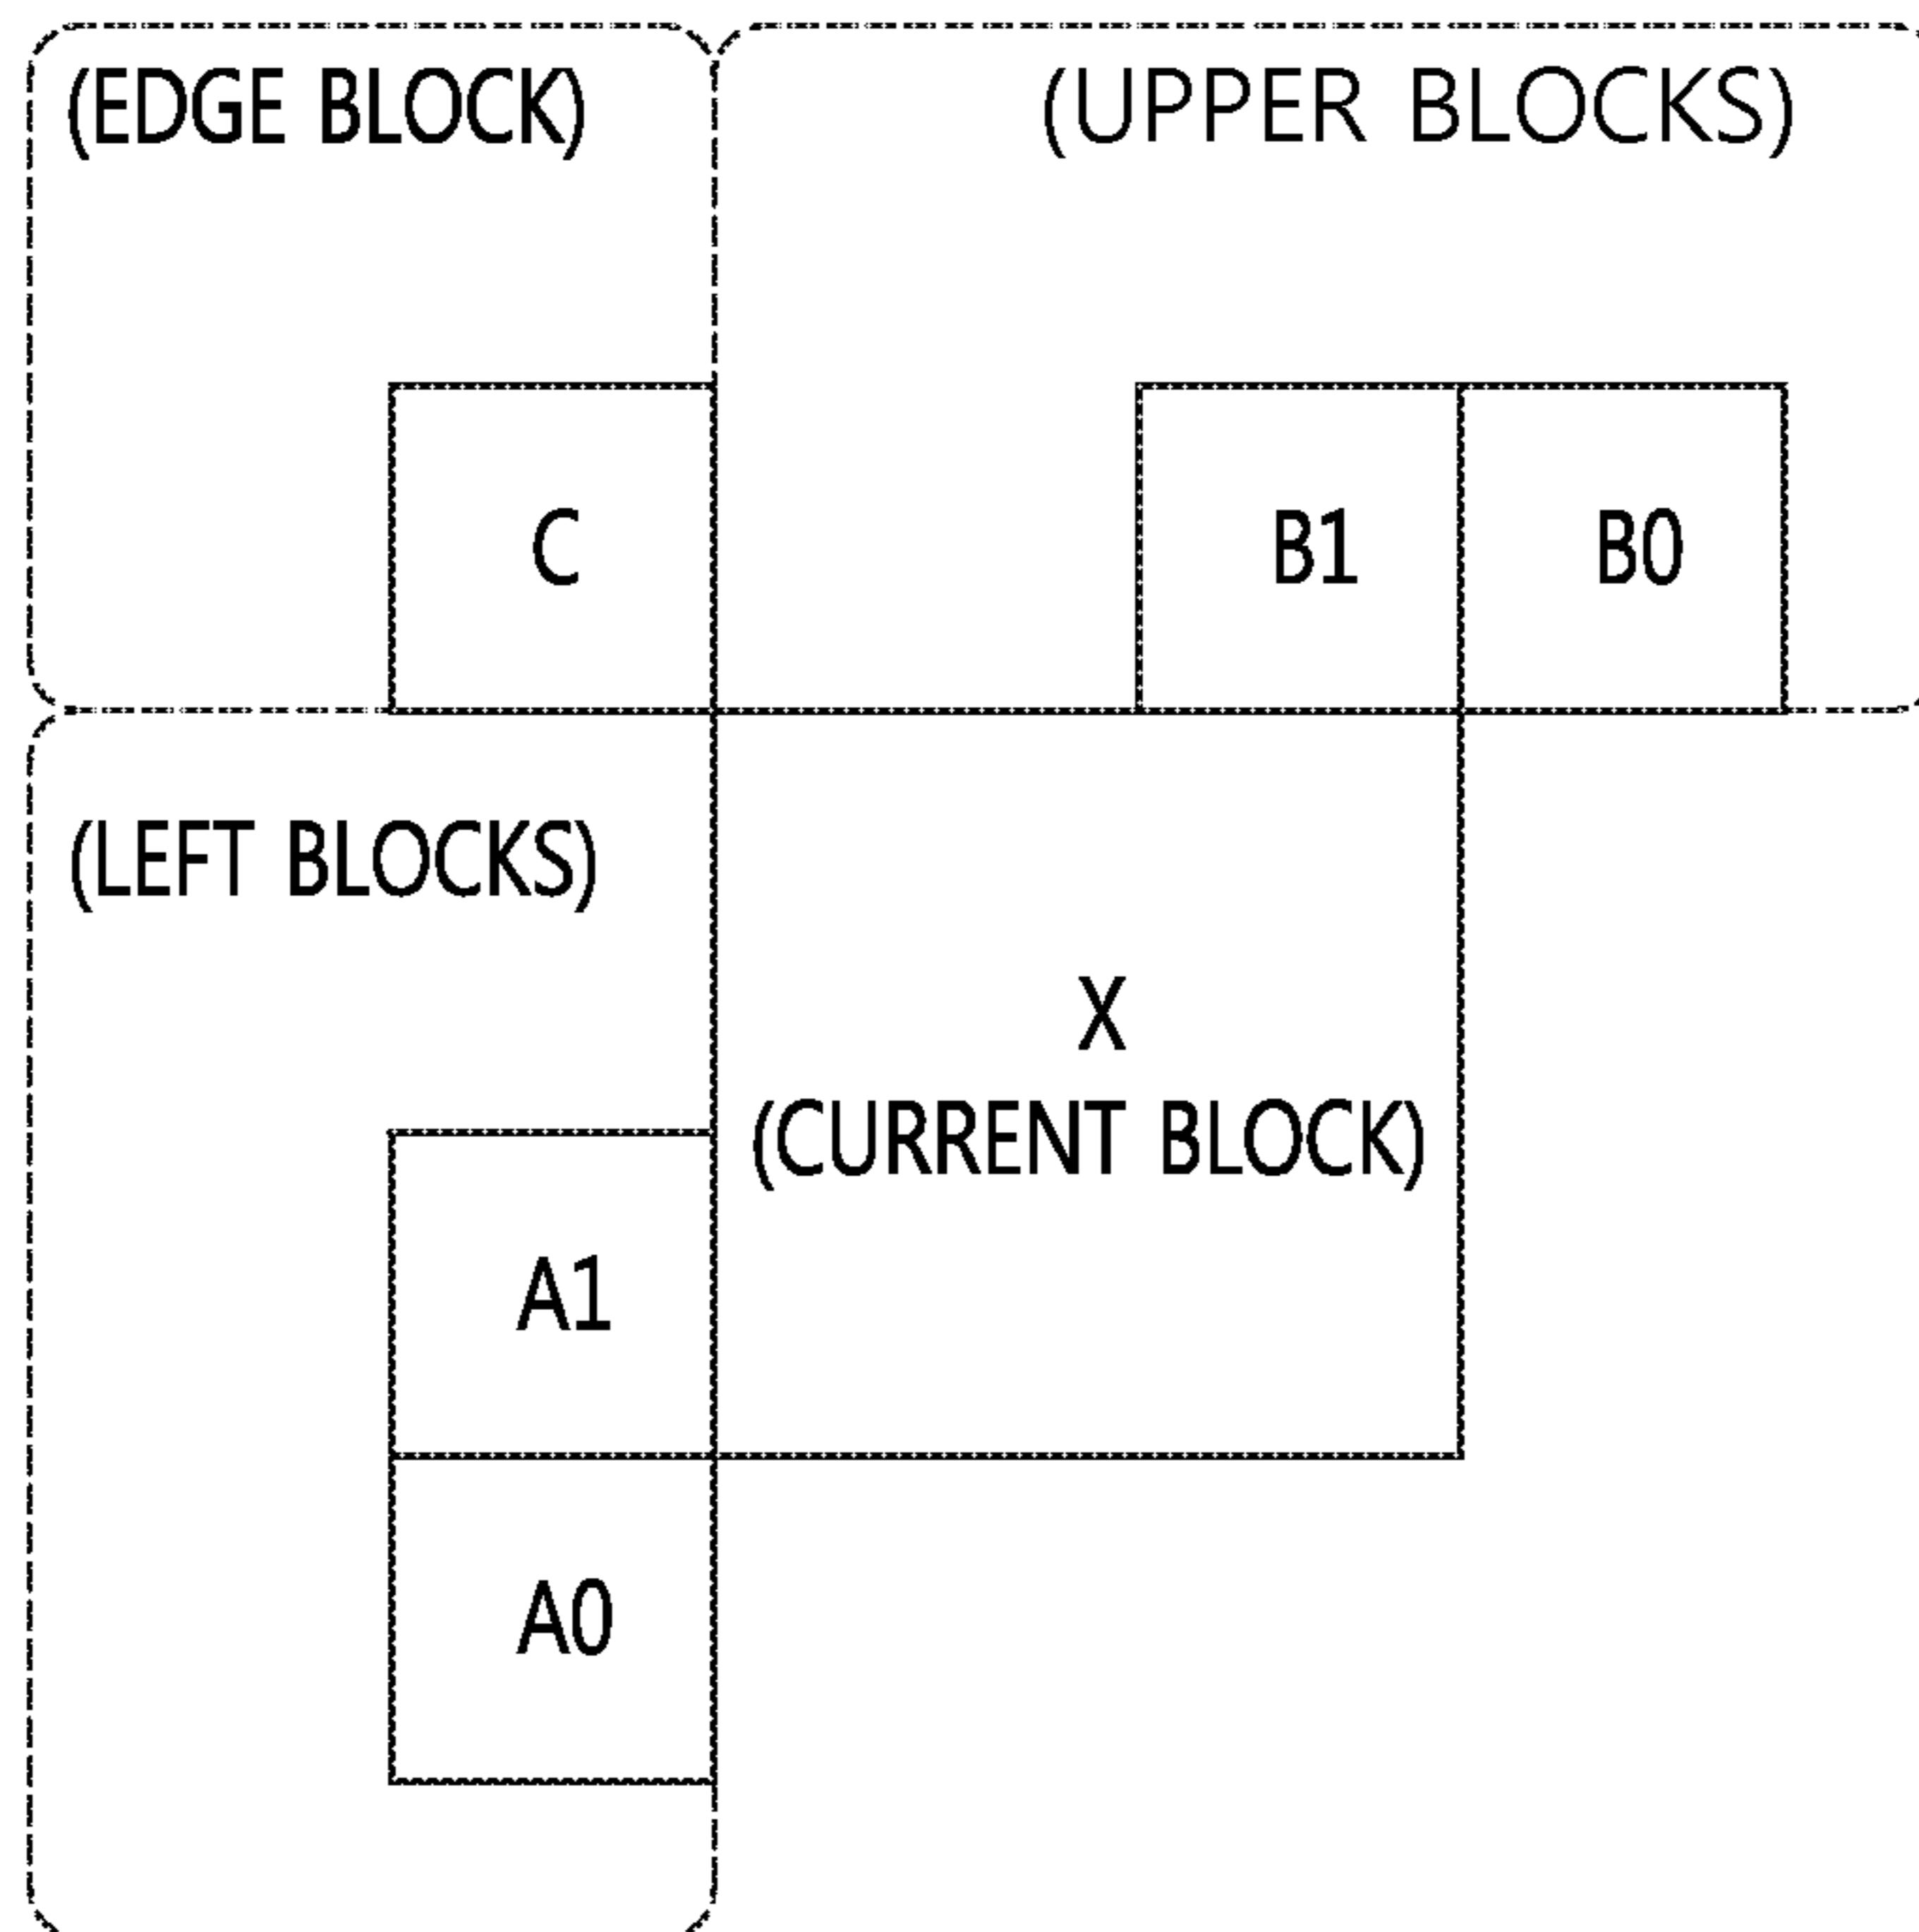 (EDGE BLOCK)
(UPPER BLOCKS)
C
B1
B0
(LEFT BLOCKS)
X
(CURRENT BLOCK)
A1
A0